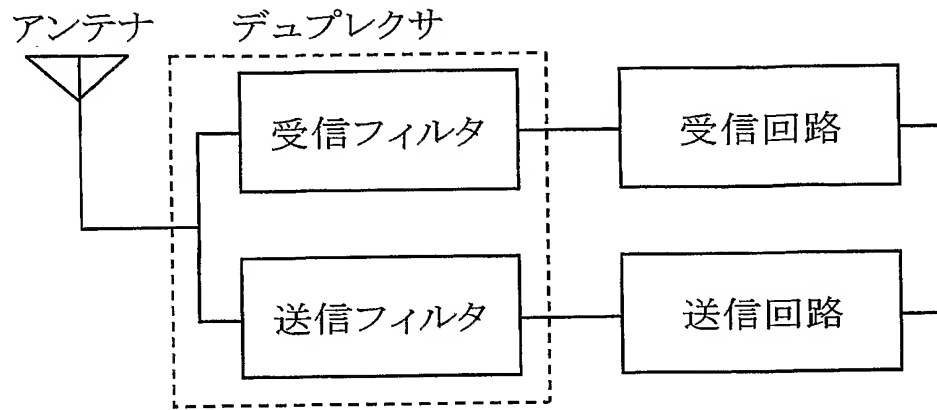 アンテナ
デュプレクサ
受信フィルタ
受信回路
送信フィルタ
送信回路